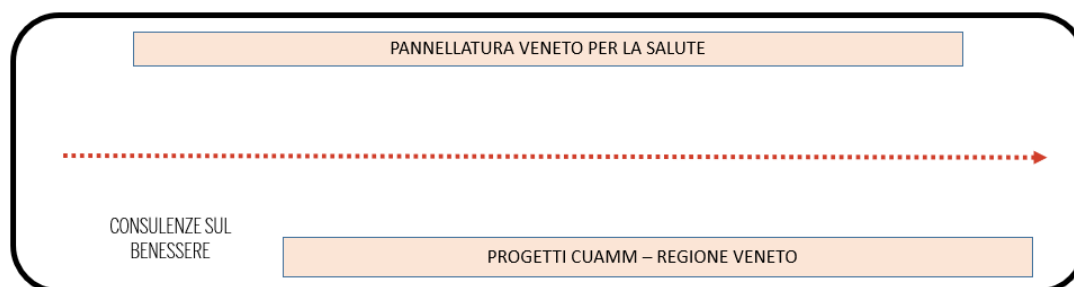 PANNELLATURA VENETO PER LA SALUTE
CONSULENZE SUL
BENESSERE
PROGETTI CUAMM – REGIONE VENETO